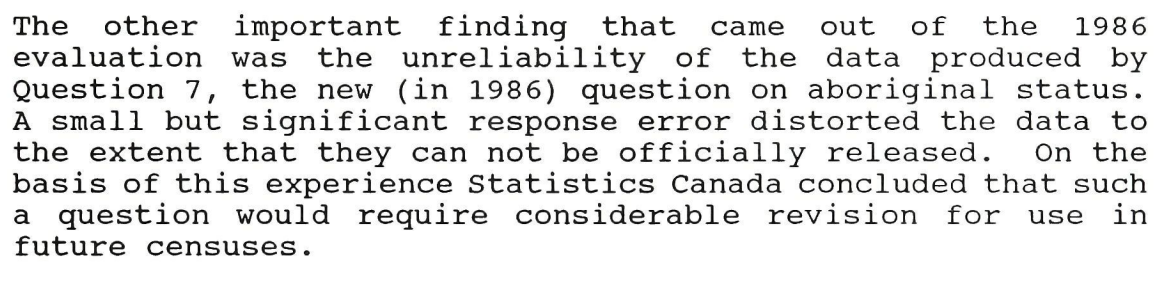 The other important finding that came out of the 1986
evaluation was the unreliability of the data produced by
Question 7, the new (in 1986) question on aboriginal status.
A small but significant response error distorted the data to
the extent that they can not be officially released. On the
basis of this experience Statistics Canada concluded that such
a question would require considerable revision for use in
future censuses.